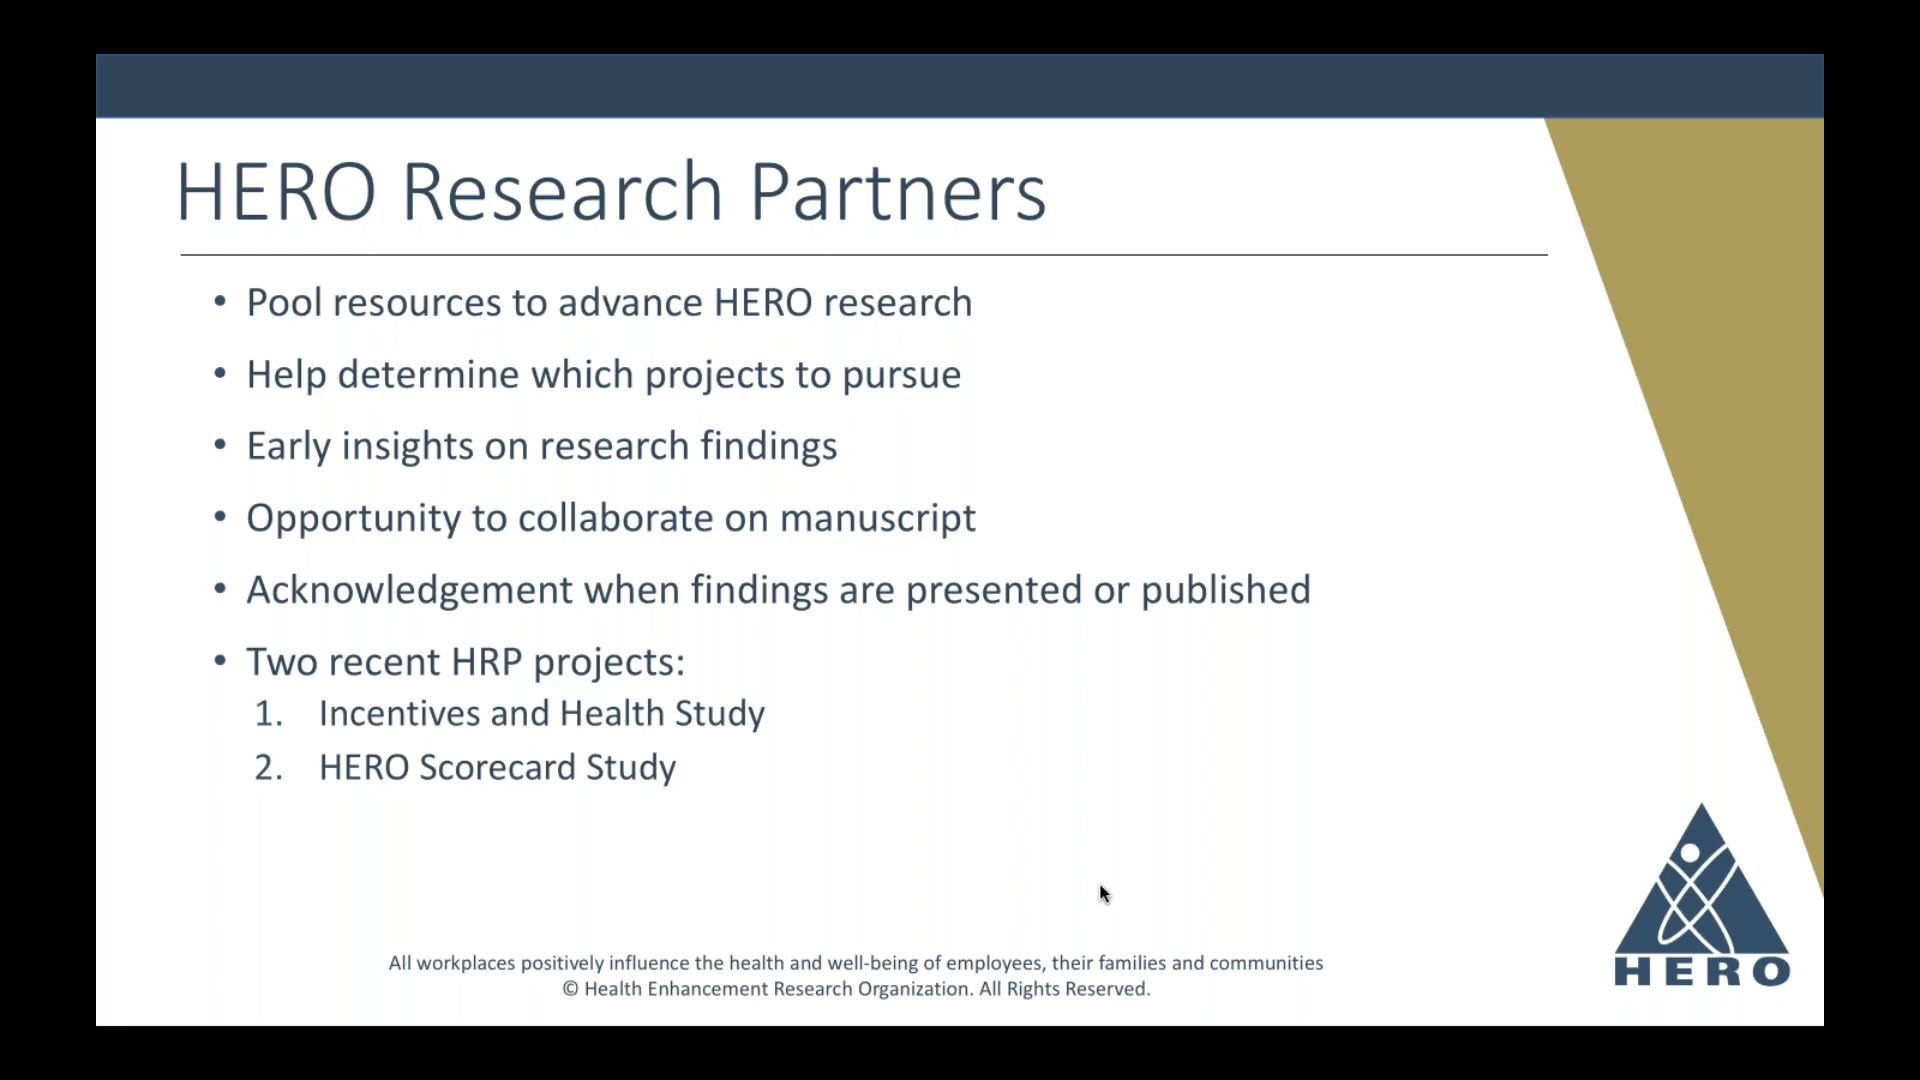 HERO Research Partners
• Pool resources to advance HERO research
• Help determine which projects to pursue
• Early insights on research findings
• Opportunity to collaborate on manuscript
• Acknowledgement when findings are presented or published
• Two recent HRP projects:
1. Incentives and Health Study
2. HERO Scorecard Study
All workplaces positively influence the health and well-being of employees, their families and communities
© Health Enhancement Research Organization. All Rights Reserved.
HERO